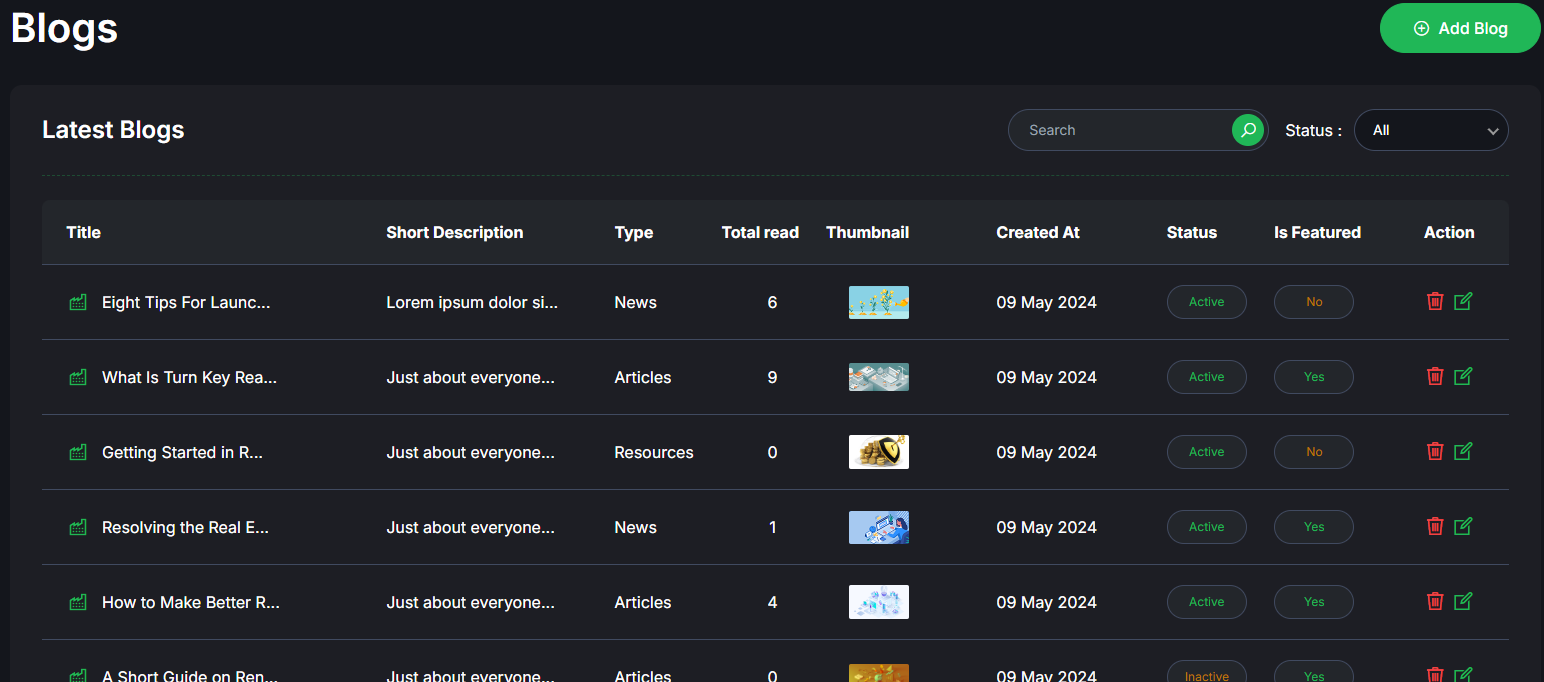 Blogs
Add Blog
Latest Blogs
Search
Status :
All
Title Short Description Type Total read Thumbnail Created At Status Is Featured Action
Eight Tips For Launc... Lorem ipsum dolor si... News 6 09 May 2024 Active No
What Is Turn Key Rea... Just about everyone... Articles 9 09 May 2024 Active Yes
Getting Started in R... Just about everyone... Resources 0 09 May 2024 Active No
Resolving the Real E... Just about everyone... News 1 09 May 2024 Active Yes
How to Make Better R... Just about everyone... Articles 4 09 May 2024 Active Yes
A Short Guide on Ren... Just about everyone... Articles 0 09 May 2024 Inactive Yes